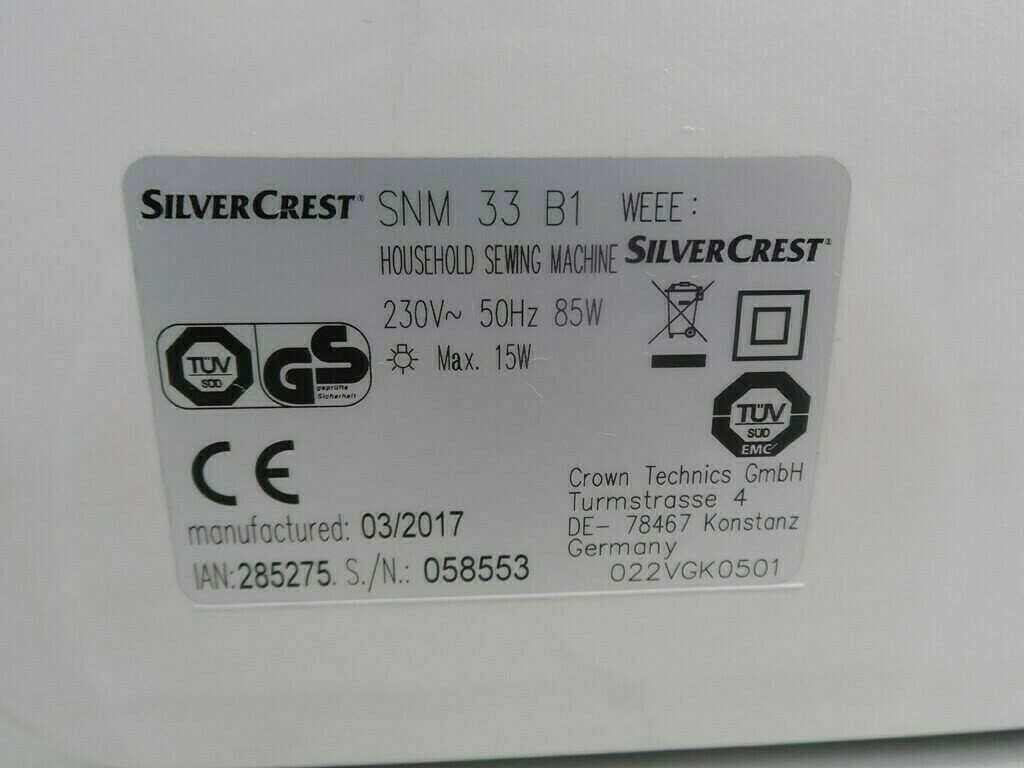 SILVERCREST® SNM 33 B1 WEEE:
HOUSEHOLD SEWING MACHINE SILVERCREST®
230V~ 50Hz 85W
Max. 15W
TÜV
SÜD
GS
geprüfte
Sicherheit
TÜV
SÜD
EMC
CE
manufactured: 03/2017
IAN:285275. S./N.: 058553
Crown Technics GmbH
Turmstrasse 4
DE- 78467 Konstanz
Germany
022VGK0501